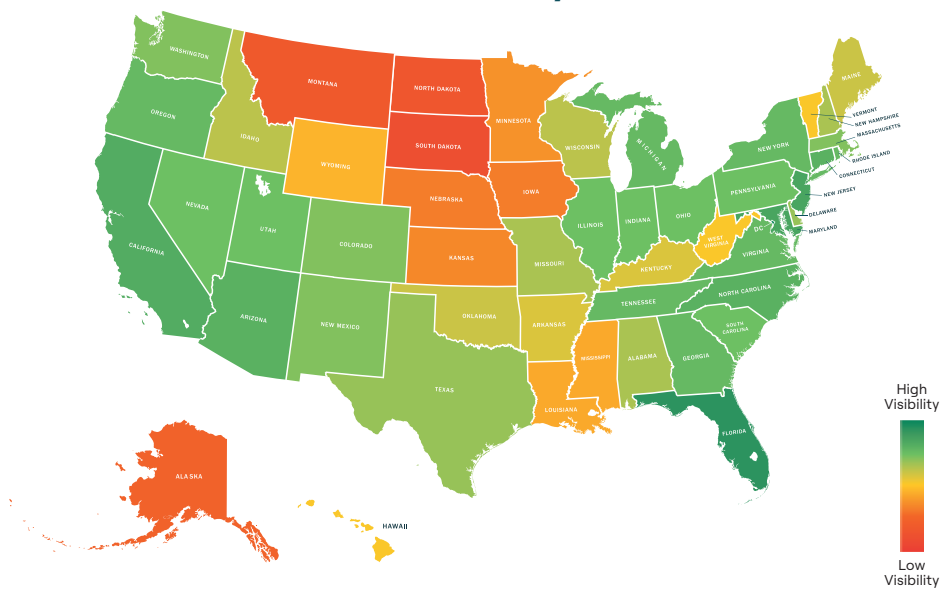 WASHINGTON
MONTANA
NORTH DAKOTA
MINNESOTA
MAINE
OREGON
IDAHO
WYOMING
SOUTH DAKOTA
WISCONSIN
MICHIGAN
VERMONT
NEW HAMPSHIRE
MASSACHUSETTS
NEW YORK
RHODE ISLAND
CONNECTICUT
NEVADA
UTAH
COLORADO
NEBRASKA
IOWA
ILLINOIS
INDIANA
OHIO
PENNSYLVANIA
NEW JERSEY
DELAWARE
MARYLAND
DC
CALIFORNIA
KANSAS
MISSOURI
KENTUCKY
WEST
VIRGINIA
VIRGINIA
ARIZONA
NEW MEXICO
OKLAHOMA
ARKANSAS
TENNESSEE
NORTH CAROLINA
SOUTH
CAROLINA
TEXAS
LOUISIANA
MISSISSIPPI
ALABAMA
GEORGIA
FLORIDA
ALASKA
HAWAII
High
Visibility
Low
Visibility